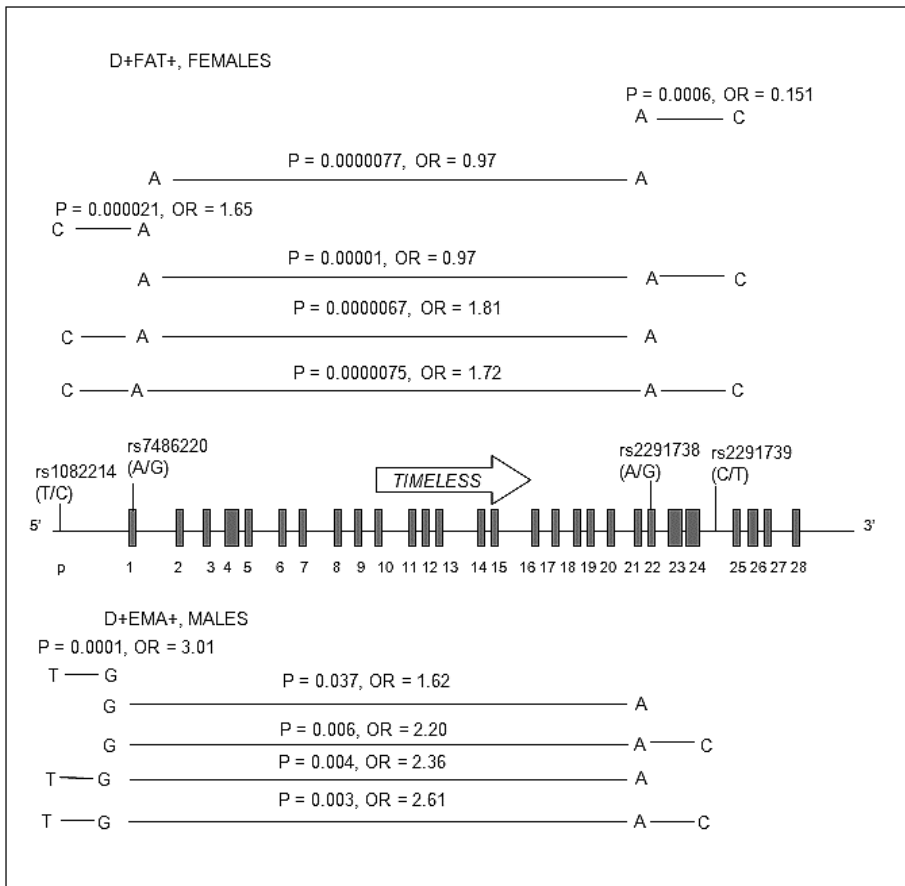 D+FAT+, FEMALES
P = 0.0006, OR = 0.151
A C
P = 0.0000077, OR = 0.97
A A
P = 0.000021, OR = 1.65
C A
P = 0.00001, OR = 0.97
A A C
P = 0.0000067, OR = 1.81
C A A
P = 0.0000075, OR = 1.72
C A A C
rs1082214
(T/C)
rs7486220
(A/G)
TIMELESS
rs2291738
(A/G)
rs2291739
(C/T)
5' 3'
p 1 2 3 4 5 6 7 8 9 10 11 12 13 14 15 16 17 18 19 20 21 22 23 24 25 26 27 28
D+EMA+, MALES
P = 0.0001, OR = 3.01
T G
P = 0.037, OR = 1.62
G A
P = 0.006, OR = 2.20
G A C
P = 0.004, OR = 2.36
T G A
P = 0.003, OR = 2.61
T G A C